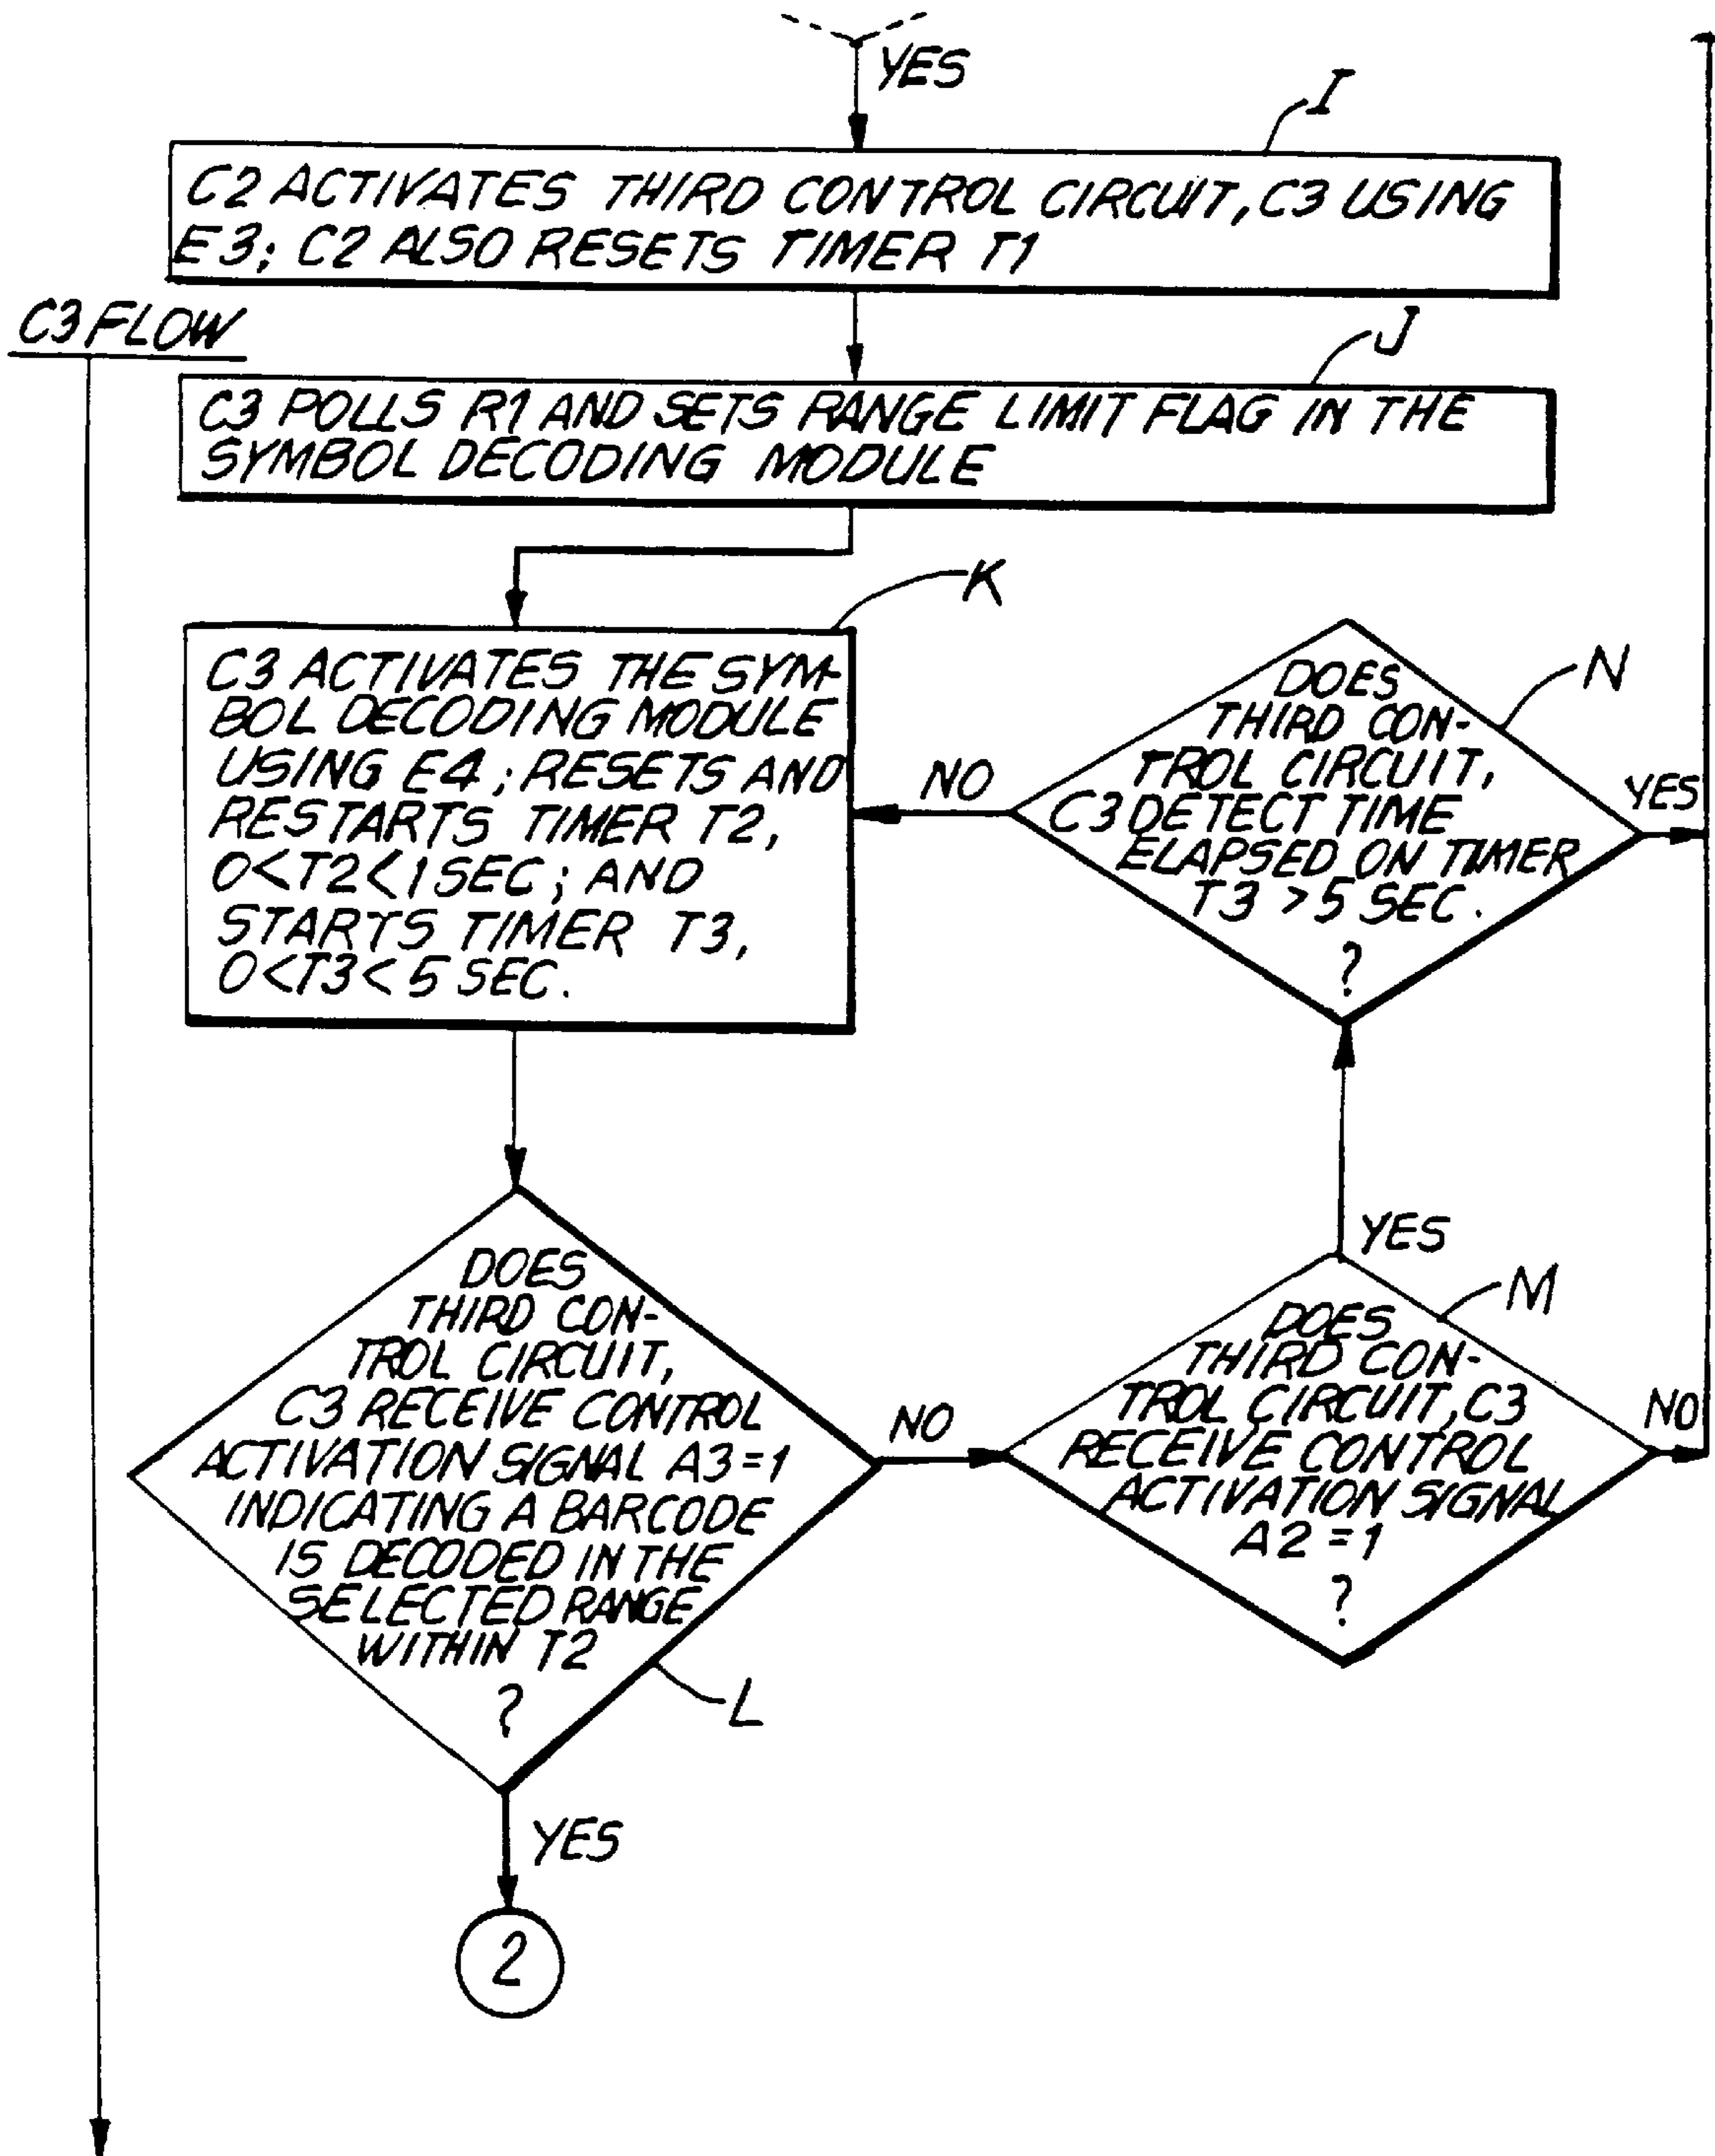 YES
I
C2 ACTIVATES THIRD CONTROL CIRCUIT, C3 USING
E3; C2 ALSO RESETS TIMER T1
C3 FLOW
J
C3 POLLS R1 AND SETS RANGE LIMIT FLAG IN THE
SYMBOL DECODING MODULE
K
C3 ACTIVATES THE SYM-
BOL DECODING MODULE
USING E4; RESETS AND
RESTARTS TIMER T2,
0<T2<1 SEC; AND
STARTS TIMER T3,
0<T3<5 SEC.
N
DOES
THIRD CON-
TROL CIRCUIT,
C3 DETECT TIME
ELAPSED ON TIMER
T3 >5 SEC.
?
NO
YES
DOES
THIRD CON-
TROL CIRCUIT,
C3 RECEIVE CONTROL
ACTIVATION SIGNAL A3=1
INDICATING A BARCODE
IS DECODED IN THE
SELECTED RANGE
WITHIN T2
?
L
NO
YES
M
DOES
THIRD CON-
TROL CIRCUIT, C3
RECEIVE CONTROL
ACTIVATION SIGNAL
A2=1
?
NO
YES
2